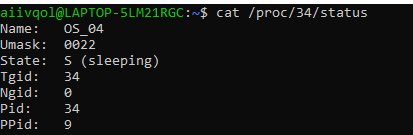 aiivqol@LAPTOP-5LM21RGC:~$ cat /proc/34/status
Name:   OS_04
Umask:  0022
State:  S (sleeping)
Tgid:   34
Ngid:   0
Pid:    34
PPid:   9